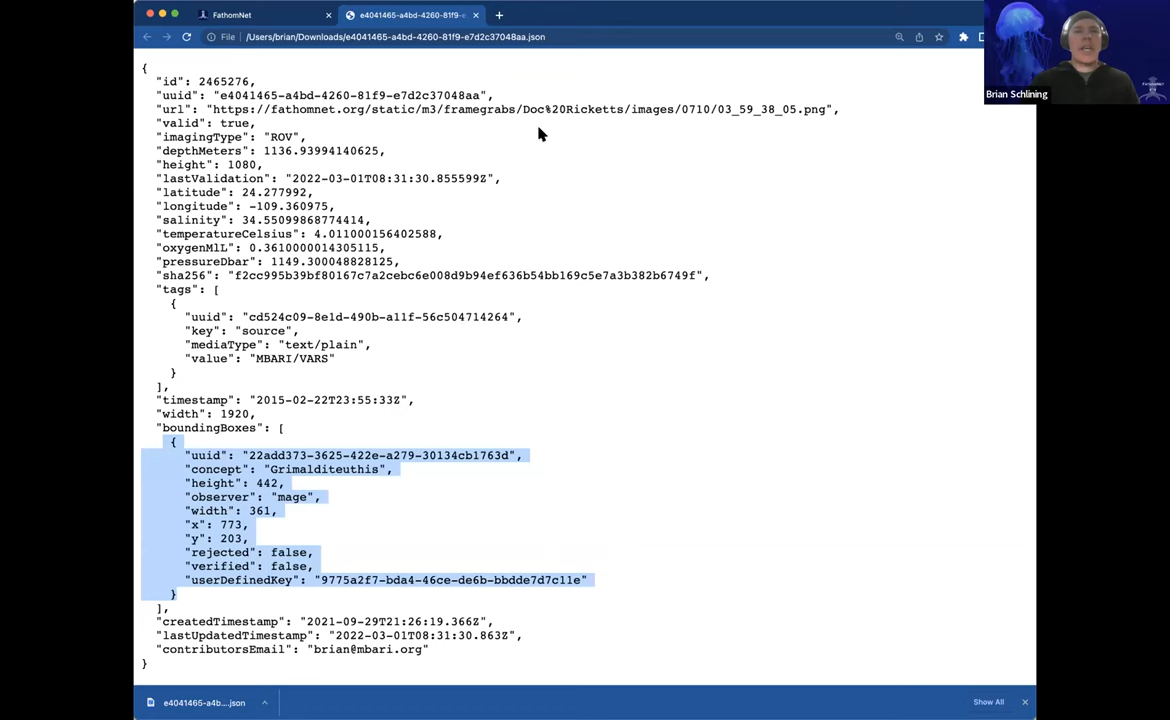 FathomNet
e4041465-a4bd-4260-81f9-e
File /Users/brian/Downloads/e4041465-a4bd-4260-81f9-e7d2c37048aa.json
Brian Schlining
{
"id": 2465276,
"uuid": "e4041465-a4bd-4260-81f9-e7d2c37048aa",
"url": "https://fathomnet.org/static/m3/framegrabs/Doc%20Ricketts/images/0710/03_59_38_05.png",
"valid": true,
"imagingType": "ROV",
"depthMeters": 1136.93994140625,
"height": 1080,
"lastValidation": "2022-03-01T08:31:30.855599Z",
"latitude": 24.277992,
"longitude": -109.360975,
"salinity": 34.55099868774414,
"temperatureCelsius": 4.011000156402588,
"oxygenMlL": 0.3610000014305115,
"pressureDbar": 1149.300048828125,
"sha256": "f2cc995b39bf80167c7a2cebc6e008d9b94ef636b54bb169c5e7a3b382b6749f",
"tags": [
{
"uuid": "cd524c09-8e1d-490b-a11f-56c504714264",
"key": "source",
"mediaType": "text/plain",
"value": "MBARI/VARS"
}
],
"timestamp": "2015-02-22T23:55:33Z",
"width": 1920,
"boundingBoxes": [
{
"uuid": "22add373-3625-422e-a279-30134cb1763d",
"concept": "Grimalditeuthis",
"height": 442,
"observer": "mage",
"width": 361,
"x": 773,
"y": 203,
"rejected": false,
"verified": false,
"userDefinedKey": "9775a2f7-bda4-46ce-de6b-bbdde7d7c11e"
}
],
"createdTimestamp": "2021-09-29T21:26:19.366Z",
"lastUpdatedTimestamp": "2022-03-01T08:31:30.863Z",
"contributorsEmail": "brian@mbari.org"
}
e4041465-a4b....json
Show All